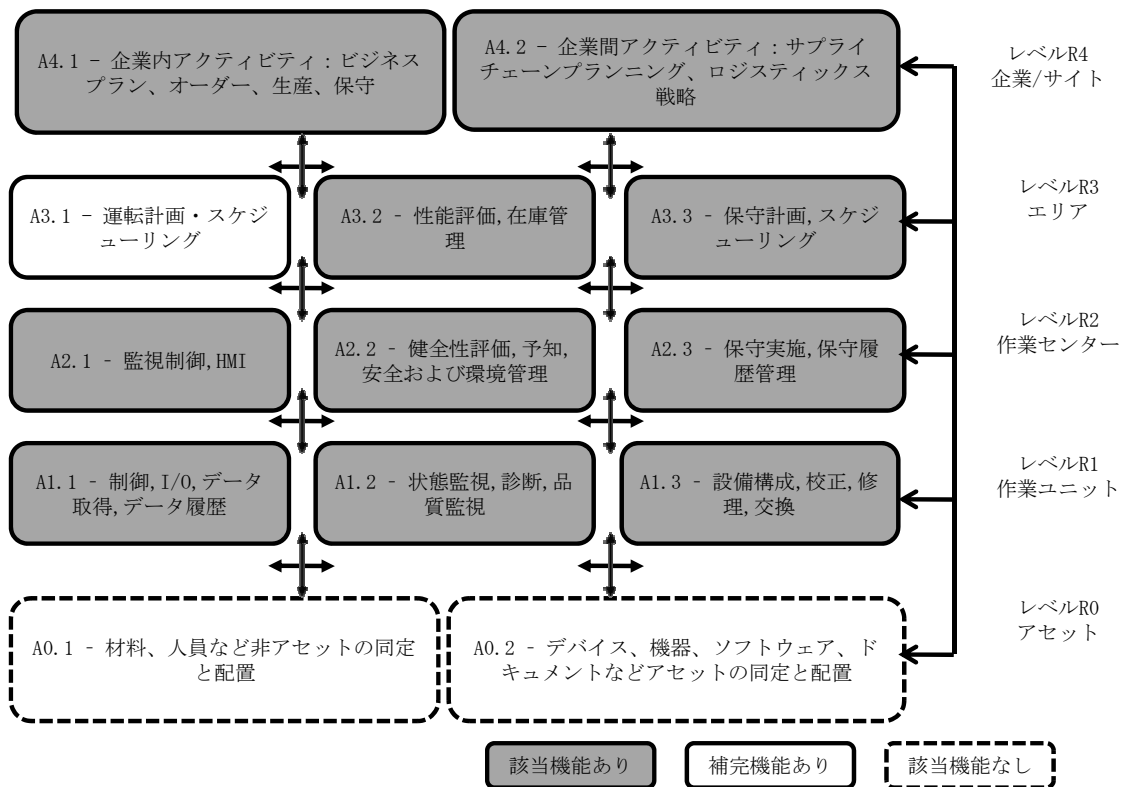 A4.1 - 企業内アクティビティ：ビジネス
プラン、オーダー、生産、保守
A4.2 - 企業間アクティビティ：サプライ
チェーンプランニング、ロジスティックス
戦略
レベルR4
企業/サイト
A3.1 - 運転計画・スケジ
ューリング
A3.2 - 性能評価,在庫管
理
A3.3 - 保守計画,スケジ
ューリング
レベルR3
エリア
A2.1 - 監視制御,HMI
A2.2 - 健全性評価,予知,
安全および環境管理
A2.3 - 保守実施,保守履
歴管理
レベルR2
作業センター
A1.1 - 制御,I/O,データ
取得,データ履歴
A1.2 - 状態監視,診断,品
質監視
A1.3 - 設備構成,校正,修
理,交換
レベルR1
作業ユニット
A0.1 - 材料、人員など非アセットの同定
と配置
A0.2 - デバイス、機器、ソフトウェア、ド
キュメントなどアセットの同定と配置
レベルR0
アセット
該当機能あり
補完機能あり
該当機能なし